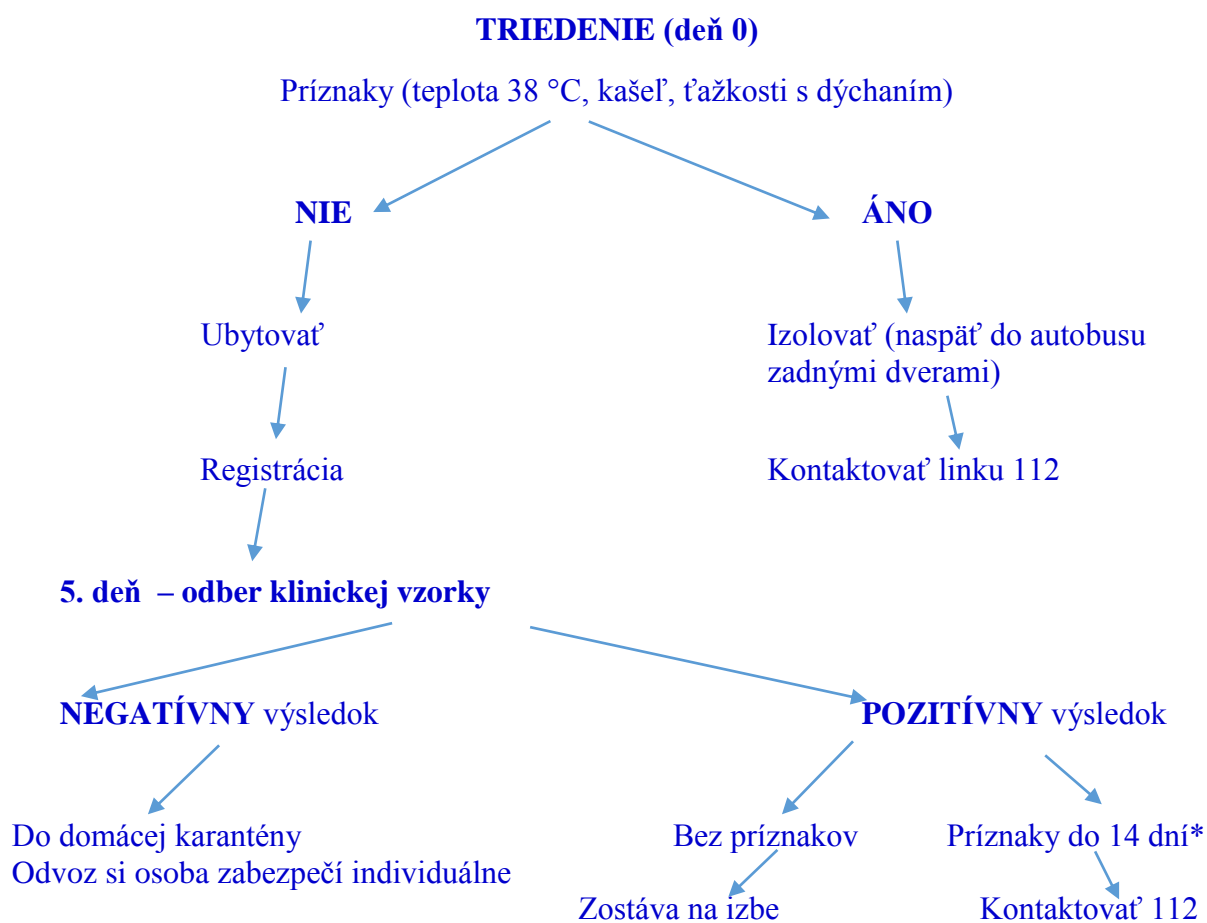 TRIEDENIE (deň 0)
Príznaky (teplota 38 °C, kašeľ, ťažkosti s dýchaním)
NIE
ÁNO
Ubytovať
Izolovať (naspäť do autobusu
zadnými dverami)
Registrácia
Kontaktovať linku 112
5. deň – odber klinickej vzorky
NEGATÍVNY výsledok
POZITÍVNY výsledok
Do domácej karantény
Odvoz si osoba zabezpečí individuálne
Bez príznakov
Príznaky do 14 dní*
Zostáva na izbe
Kontaktovať 112